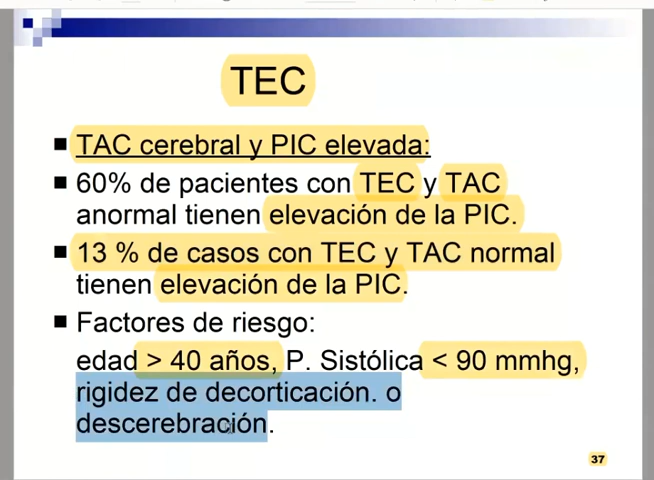 TEC
TAC cerebral y PIC elevada:
60% de pacientes con TEC y TAC
anormal tienen elevación de la PIC.
13 % de casos con TEC y TAC normal
tienen elevación de la PIC.
Factores de riesgo:
edad > 40 años, P. Sistólica < 90 mmhg,
rigidez de decorticación. o
descerebración.
37